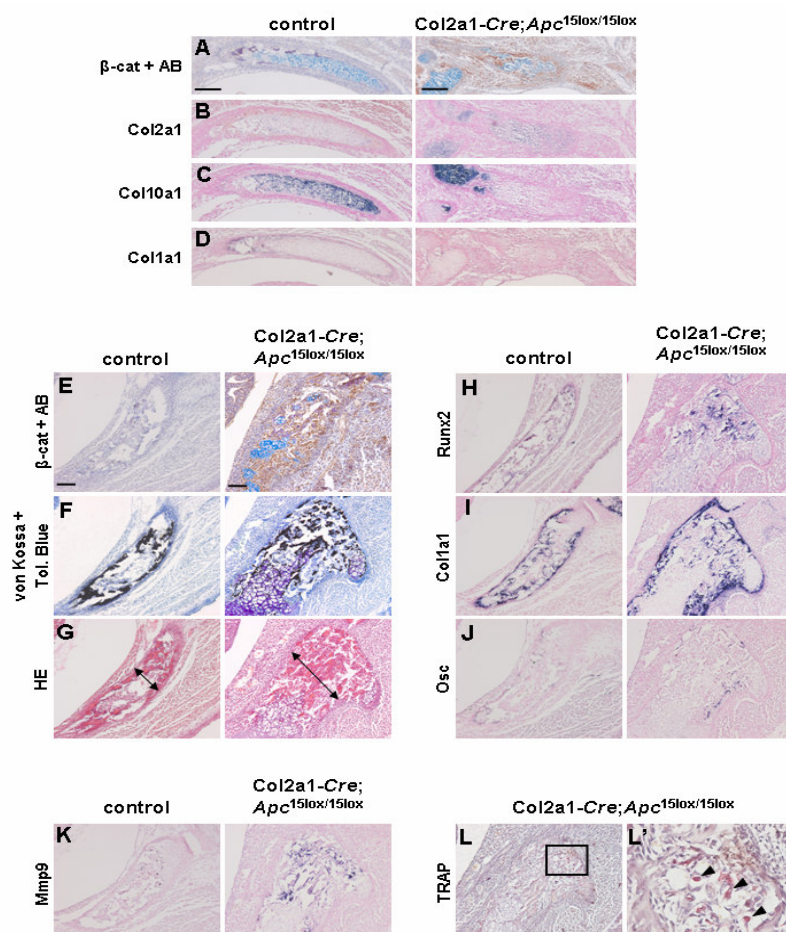 control
Col2a1-Cre;Apc15lox/15lox
A
β-cat + AB
B
Col2a1
C
Col10a1
D
Col1a1
control
Col2a1-Cre;
Apc15lox/15lox
E
β-cat + AB
F
von Kossa +
Tol. Blue
G
HE
control
Col2a1-Cre;
Apc15lox/15lox
H
Runx2
I
Col1a1
J
Osc
control
Col2a1-Cre;
Apc15lox/15lox
K
Mmp9
Col2a1-Cre;Apc15lox/15lox
L
L'
TRAP